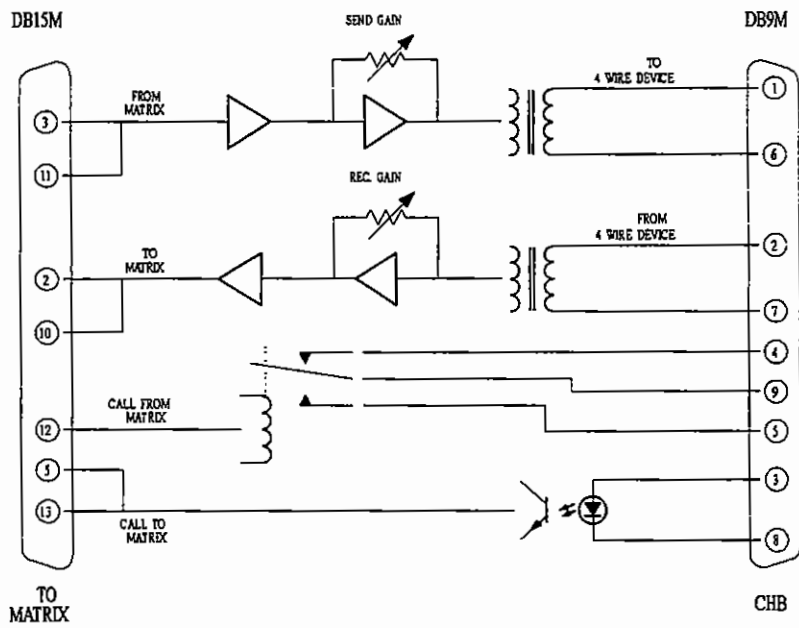 DB15M
DB9M
SEND GAIN
FROM
MATRIX
TO
4 WIRE DEVICE
3
11
1
6
REC. GAIN
TO
MATRIX
FROM
4 WIRE DEVICE
2
10
2
7
4
9
5
CALL FROM
MATRIX
12
5
13
CALL TO
MATRIX
3
8
TO
MATRIX
CHB